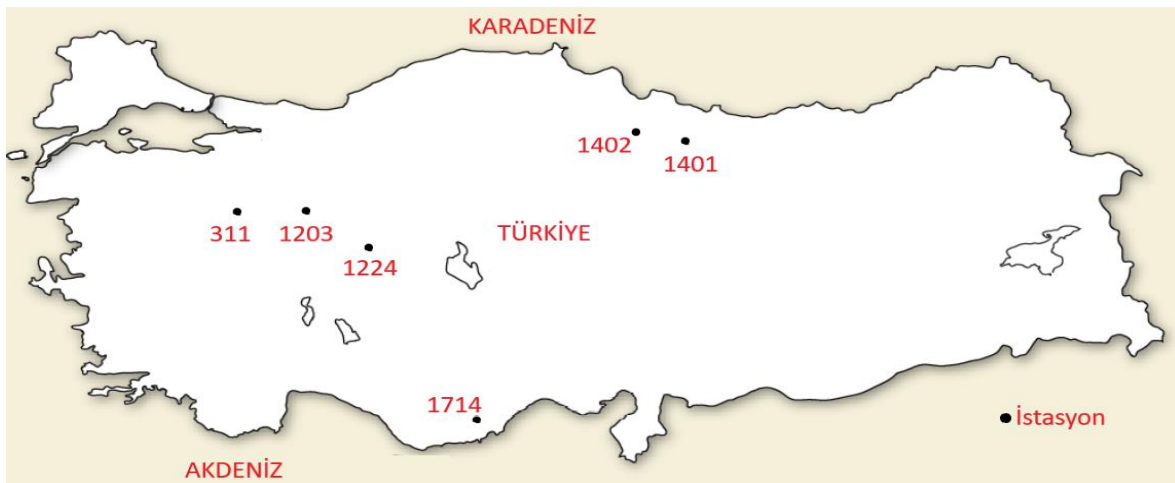 KARADENİZ
1402
1401
311
1203
TÜRKİYE
1224
1714
İstasyon
AKDENİZ